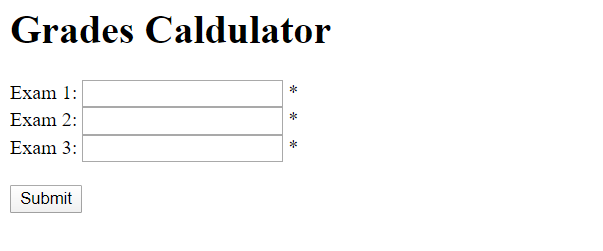 Grades Caldulator
Exam 1: *
Exam 2: *
Exam 3: *
Submit